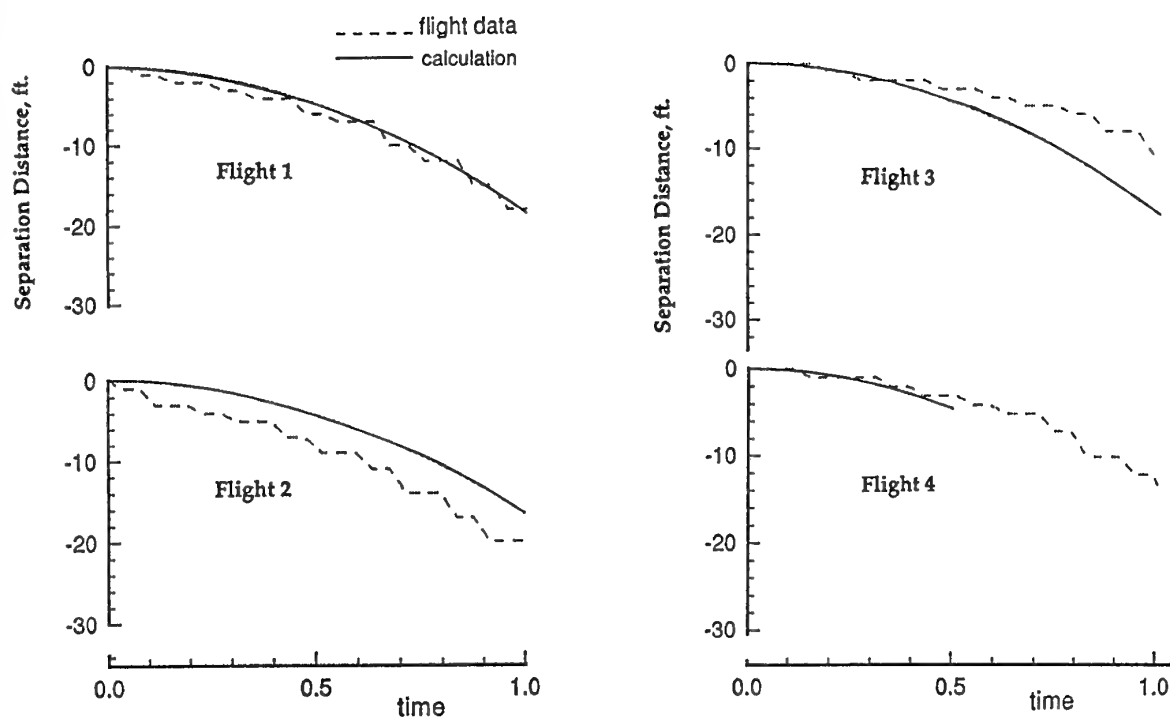 flight data
calculation
Separation Distance, ft.
0
-10
-20
-30
Flight 1
0
-10
-20
-30
Flight 2
0.0
0.5
1.0
time
Separation Distance, ft.
0
-10
-20
-30
Flight 3
0
-10
-20
-30
Flight 4
0.0
0.5
1.0
time